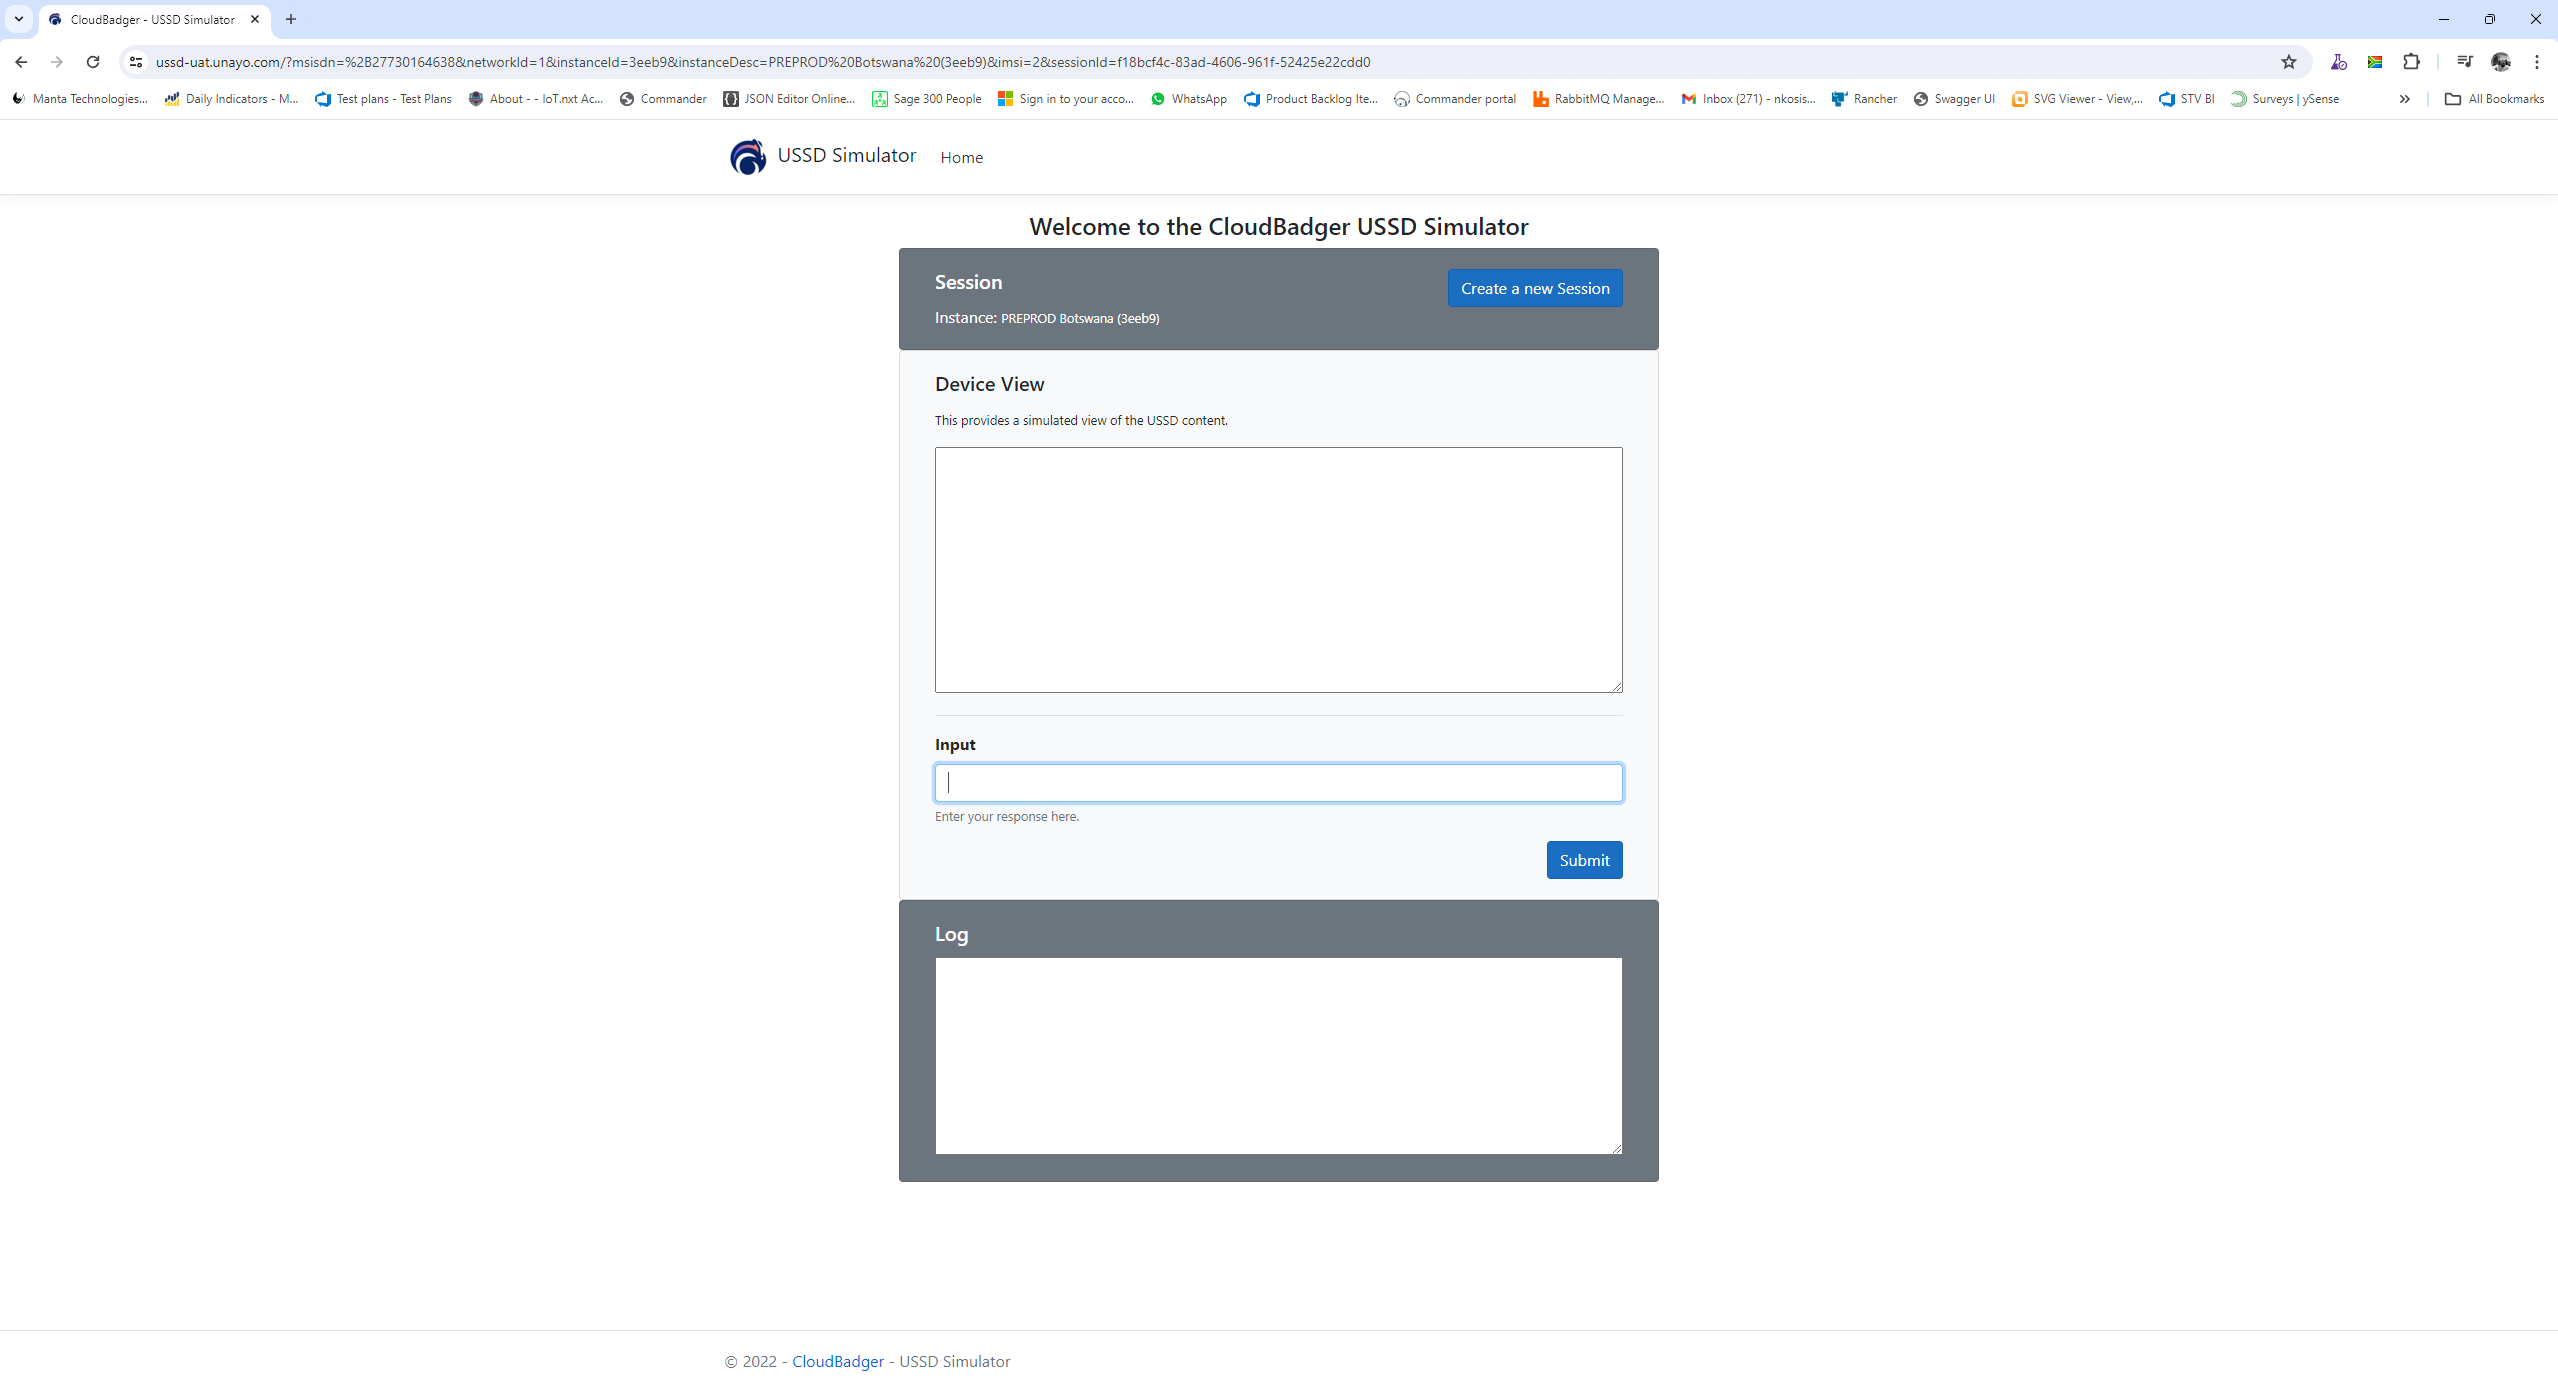 CloudBadger - USSD Simulator
ussd-uat.unayo.com/?msisdn=%2B27730164638&networkId=1&instanceId=3eeb9&instanceDesc=PREPROD%20Botswana%20(3eeb9)&imsi=2&sessionId=f18bcf4c-83ad-4606-961f-52425e22cdd0
Manta Technologies... Daily Indicators - M... Test plans - Test Plans About - - IoT.nxt Ac... Commander JSON Editor Online... Sage 300 People Sign in to your acco... WhatsApp Product Backlog Ite... Commander portal RabbitMQ Manage... Inbox (271) - nkosis... Rancher Swagger UI SVG Viewer - View,... STV BI Surveys | ySense All Bookmarks
USSD Simulator Home
Welcome to the CloudBadger USSD Simulator
Session Create a new Session
Instance: PREPROD Botswana (3eeb9)
Device View
This provides a simulated view of the USSD content.
Input
Enter your response here.
Submit
Log
© 2022 - CloudBadger - USSD Simulator